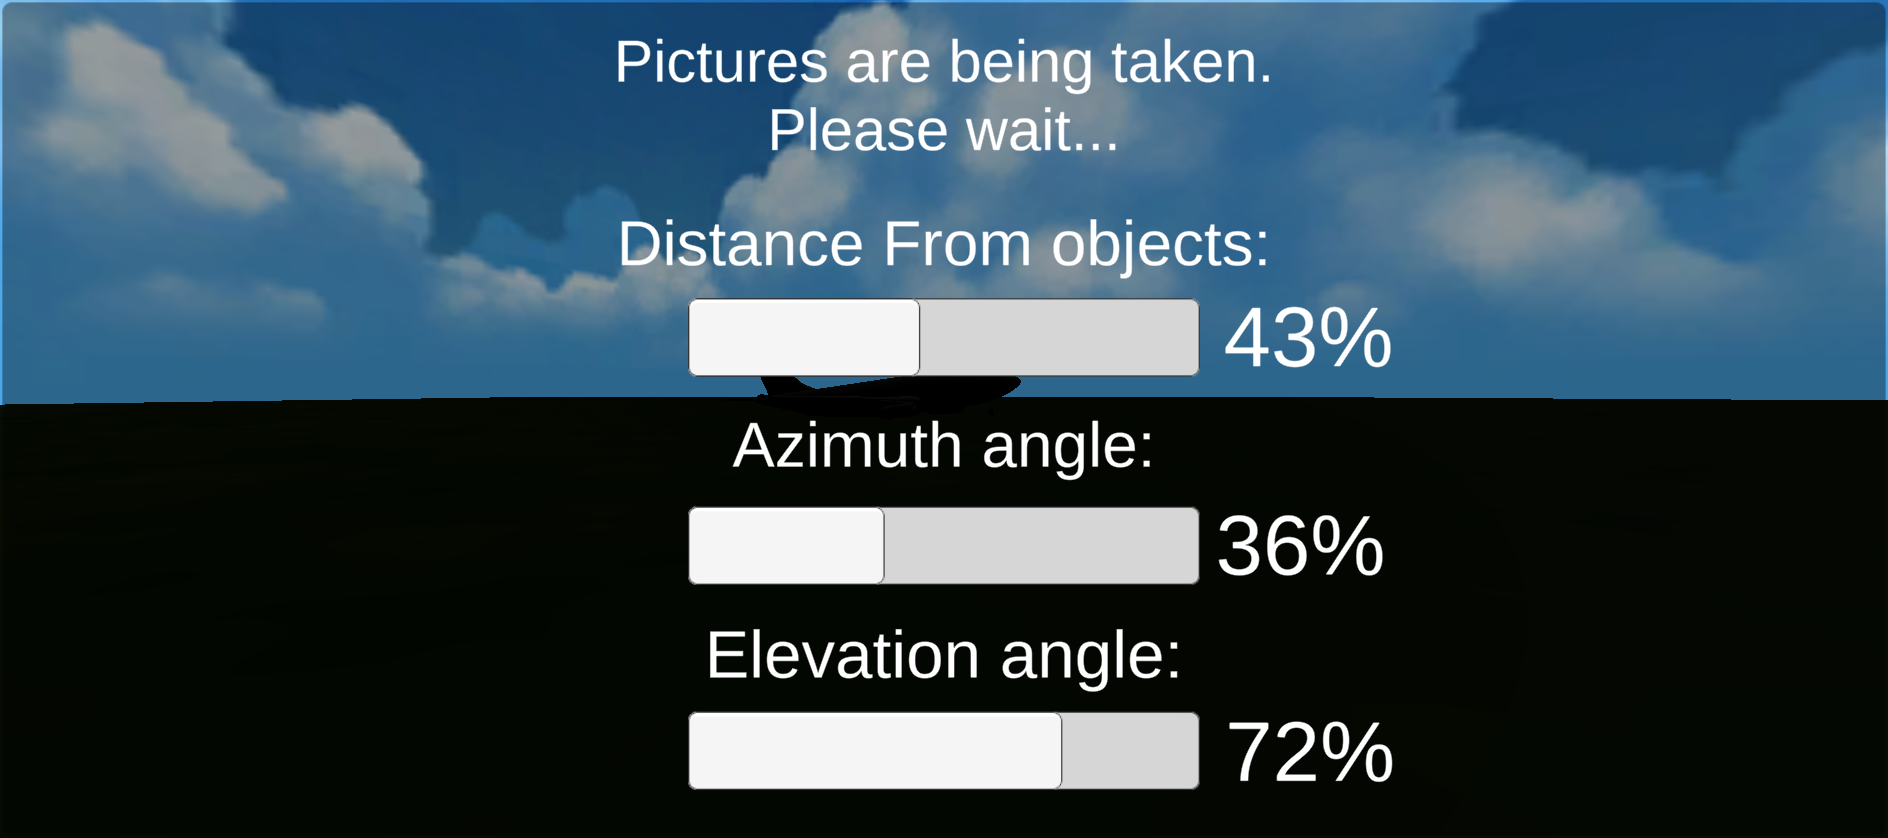 Pictures are being taken.
Please wait...
Distance From objects:
43%
Azimuth angle:
36%
Elevation angle:
72%